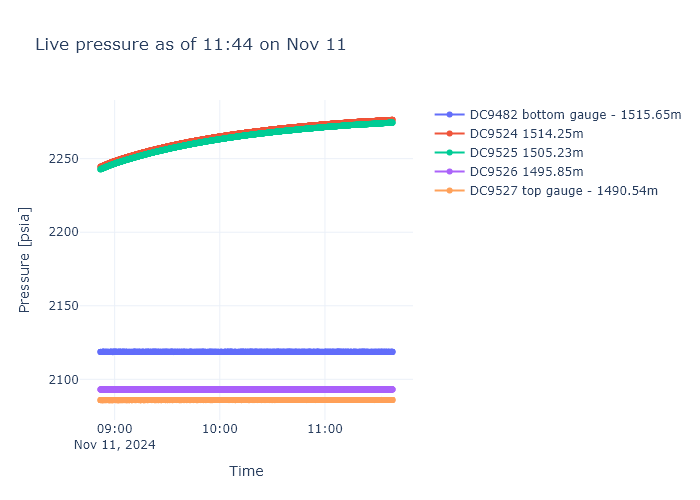 Live pressure as of 11:44 on Nov 11
DC9482 bottom gauge - 1515.65m
DC9524 1514.25m
DC9525 1505.23m
DC9526 1495.85m
DC9527 top gauge - 1490.54m
Pressure [psia]
2250
2200
2150
2100
09:00
10:00
11:00
Nov 11, 2024
Time